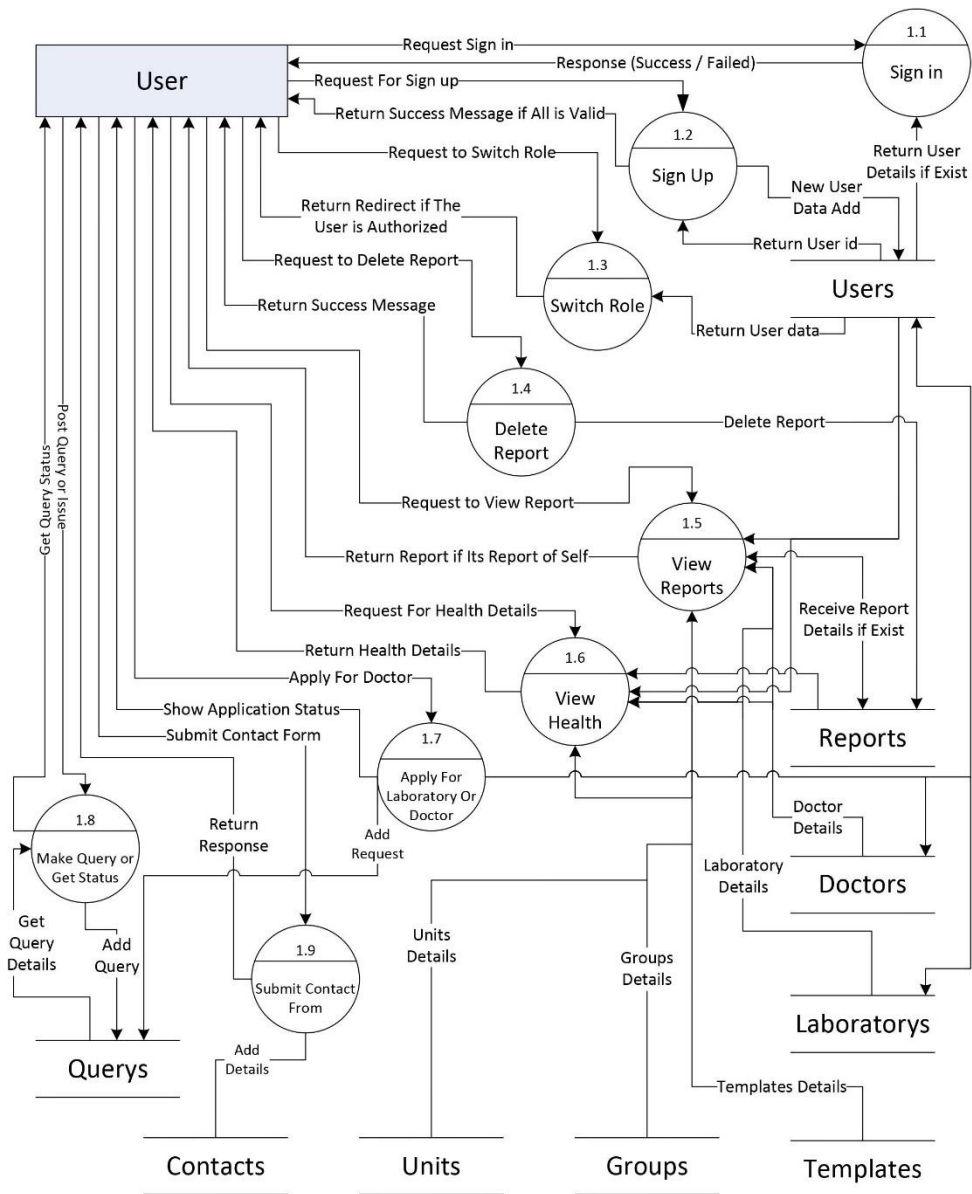 1.1
Request Sign in
Response (Success / Failed)
Sign in
User
Request For Sign up
Return Success Message if All is Valid
1.2
Sign Up
Request to Switch Role
Return User
Details if Exist
New User
Data Add
Return Redirect if The
User is Authorized
Return User id
Request to Delete Report
1.3
Switch Role
Users
Return Success Message
Return User data
1.4
Delete
Report
Delete Report
Get Query Status
Post Query or Issue
Request to View Report
1.5
View
Reports
Return Report if Its Report of Self
Request For Health Details
Receive Report
Details if Exist
Return Health Details
1.6
View
Health
Apply For Doctor
Show Application Status
Submit Contact Form
1.7
Apply For
Laboratory Or
Doctor
Reports
1.8
Make Query or
Get Status
Return
Response
Add
Request
Doctor
Details
Laboratory
Details
Doctors
Get
Query
Details
Add
Query
1.9
Submit Contact
From
Units
Details
Groups
Details
Laboratorys
Querys
Add
Details
Templates Details
Contacts
Units
Groups
Templates